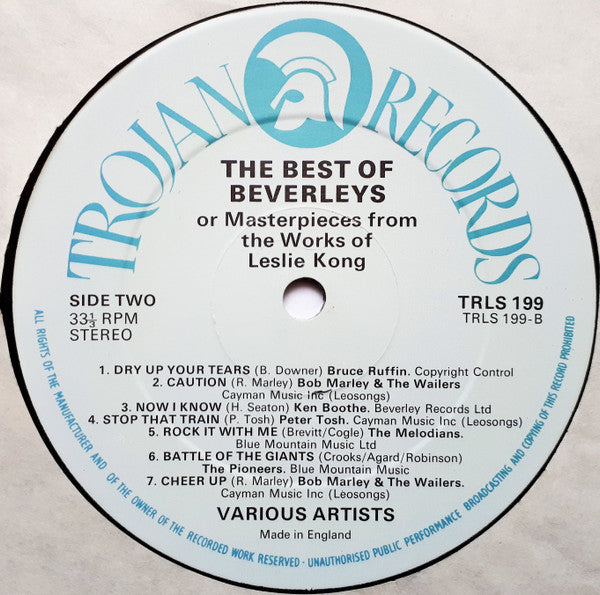 TROJAN RECORDS
THE BEST OF
BEVERLEYS
or Masterpieces from
the Works of
Leslie Kong
SIDE TWO
33⅓ RPM
STEREO
TRLS 199
TRLS 199-B
1. DRY UP YOUR TEARS (B. Downer) Bruce Ruffin. Copyright Control
2. CAUTION (R. Marley) Bob Marley & The Wailers
Cayman Music Inc (Leosongs)
3. NOW I KNOW (H. Seaton) Ken Boothe. Beverley Records Ltd
4. STOP THAT TRAIN (P. Tosh) Peter Tosh. Cayman Music Inc (Leosongs)
5. ROCK IT WITH ME (Brevitt/Cogle) The Melodians.
Blue Mountain Music Ltd
6. BATTLE OF THE GIANTS (Crooks/Agard/Robinson)
The Pioneers. Blue Mountain Music
7. CHEER UP (R. Marley) Bob Marley & The Wailers.
Cayman Music Inc (Leosongs)
VARIOUS ARTISTS
Made in England
ALL RIGHTS OF THE MANUFACTURER AND OF THE OWNER OF THE RECORDED WORK RESERVED · UNAUTHORISED PUBLIC PERFORMANCE BROADCASTING AND COPYING OF THIS RECORD PROHIBITED